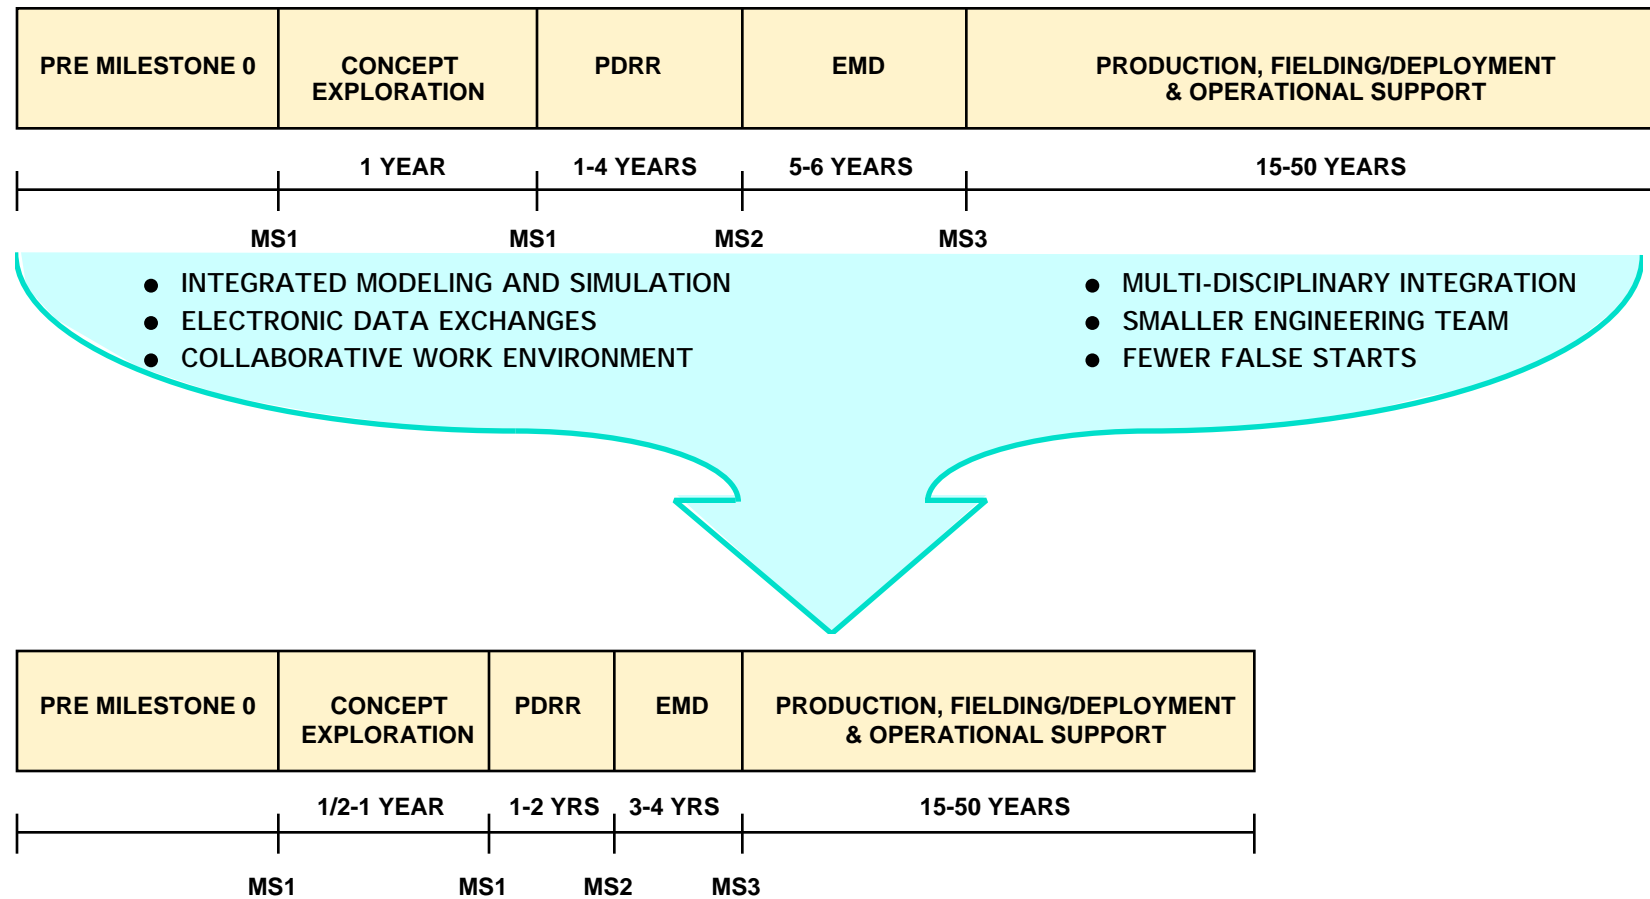 PRE MILESTONE 0
CONCEPT
EXPLORATION
PDRR
EMD
PRODUCTION, FIELDING/DEPLOYMENT
& OPERATIONAL SUPPORT
1 YEAR
1-4 YEARS
5-6 YEARS
15-50 YEARS
MS1
MS1
MS2
MS3
● INTEGRATED MODELING AND SIMULATION
● ELECTRONIC DATA EXCHANGES
● COLLABORATIVE WORK ENVIRONMENT
● MULTI-DISCIPLINARY INTEGRATION
● SMALLER ENGINEERING TEAM
● FEWER FALSE STARTS
PRE MILESTONE 0
CONCEPT
EXPLORATION
PDRR
EMD
PRODUCTION, FIELDING/DEPLOYMENT
& OPERATIONAL SUPPORT
1/2-1 YEAR
1-2 YRS
3-4 YRS
15-50 YEARS
MS1
MS1
MS2
MS3